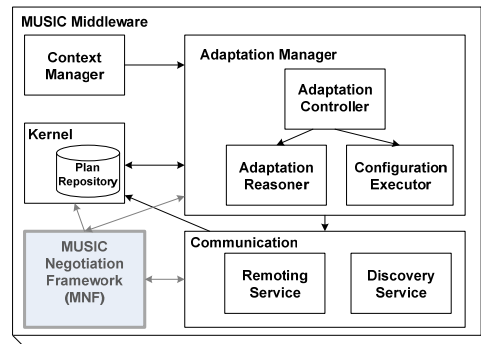 MUSIC Middleware
Context
Manager
Adaptation Manager
Adaptation
Controller
Kernel
Plan
Repository
Adaptation
Reasoner
Configuration
Executor
MUSIC
Negotiation
Framework
(MNF)
Communication
Remoting
Service
Discovery
Service